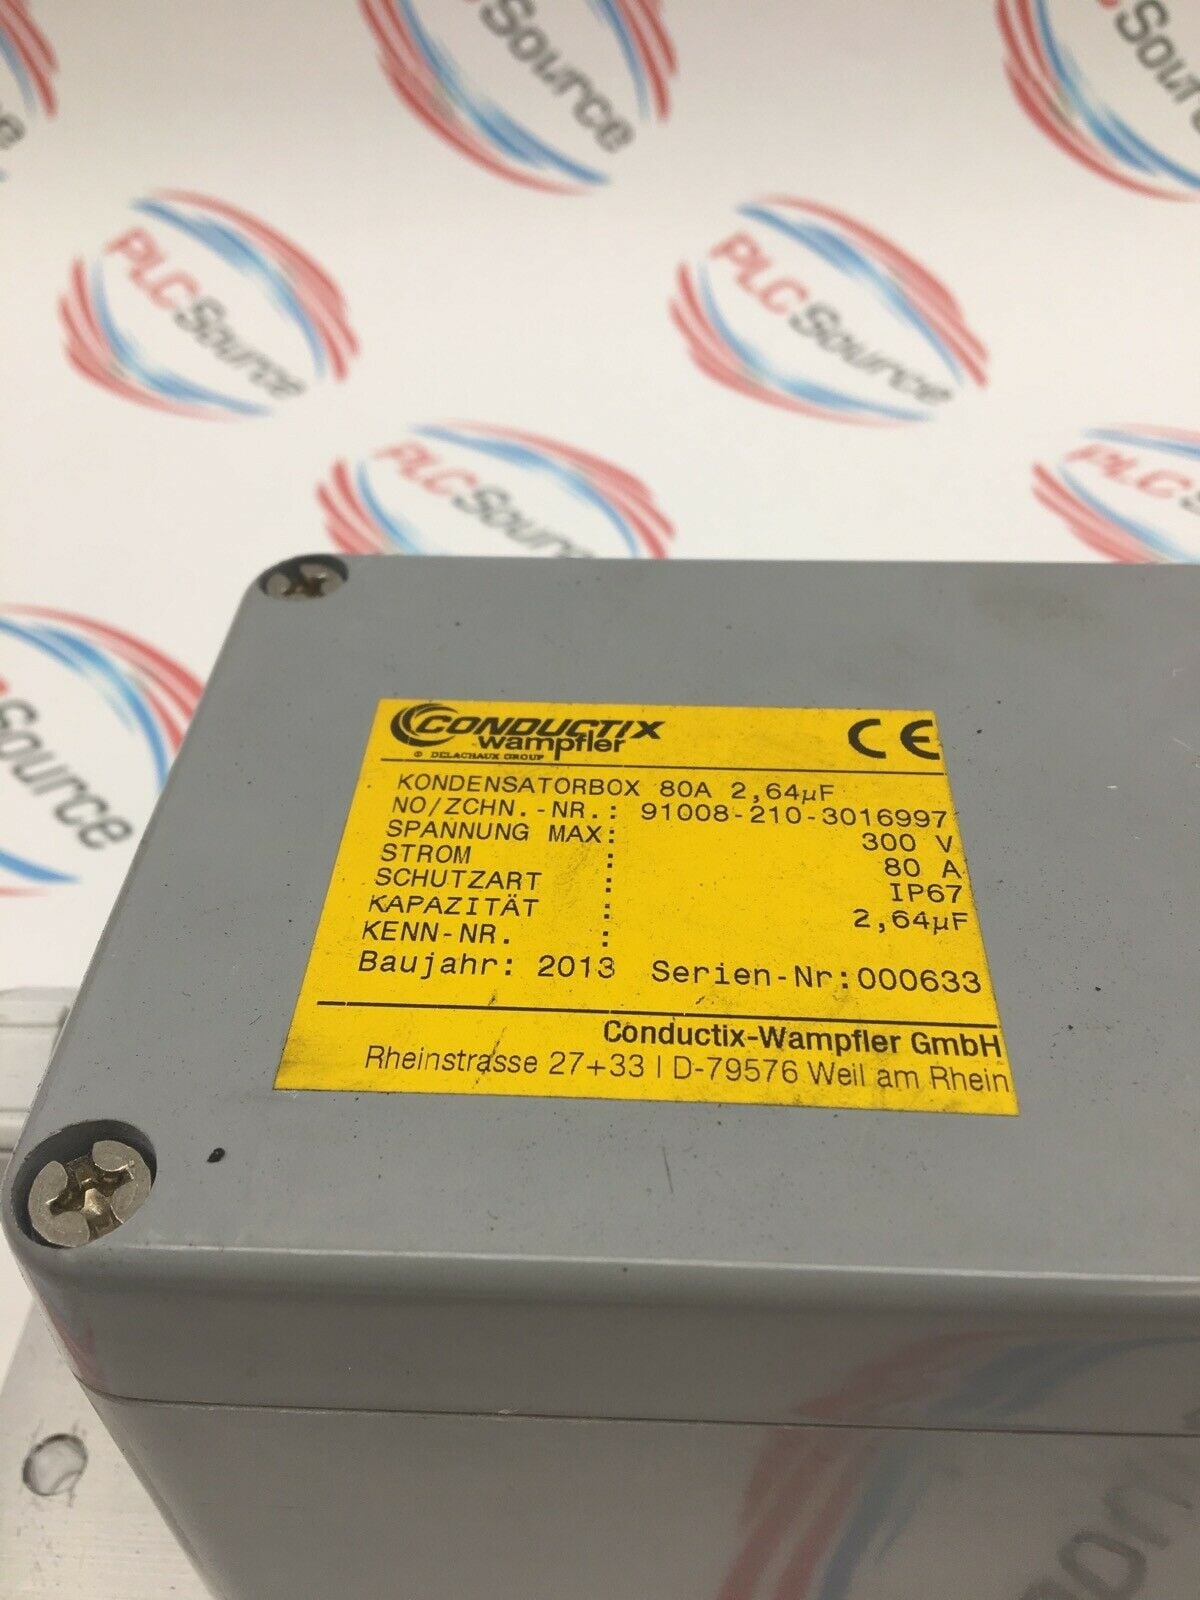 Source
PLCSource
PLCSource
PLCSource
PLCSource
Source
CONDUCTIX
wampfler
® DELACHAUX GROUP
CE
KONDENSATORBOX 80A 2,64µF
NO/ZCHN.-NR.: 91008-210-3016997
SPANNUNG MAX: 300 V
STROM : 80 A
SCHUTZART : IP67
KAPAZITÄT : 2,64µF
KENN-NR. :
Baujahr: 2013 Serien-Nr:000633
Conductix-Wampfler GmbH
Rheinstrasse 27+33 | D-79576 Weil am Rhein